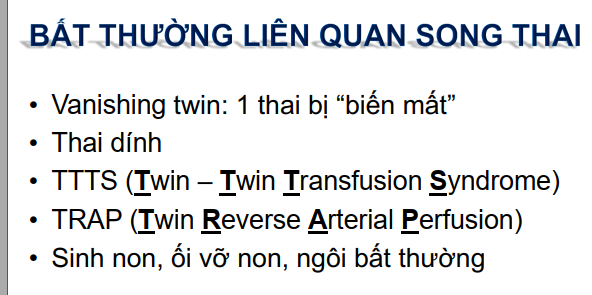 BẤT THƯỜNG LIÊN QUAN SONG THAI
• Vanishing twin: 1 thai bị “biến mất”
• Thai dính
• TTTS (Twin – Twin Transfusion Syndrome)
• TRAP (Twin Reverse Arterial Perfusion)
• Sinh non, ối vỡ non, ngôi bất thường